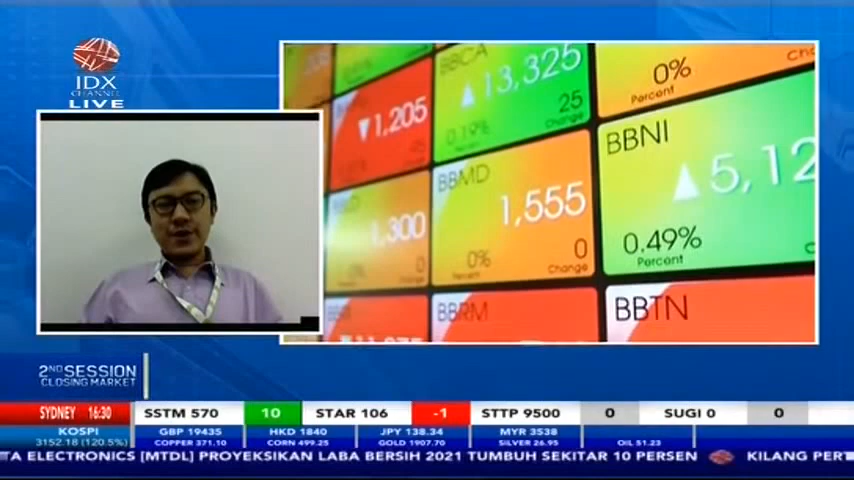 IDX
CHANNEL
LIVE
BBCA
13,325
25
Change
0.19%
Percent
0%
Percent
1,205
BBNI
5,12
0.49%
Percent
BBMD
1,555
0%
Percent
0
Change
1,300
0%
0
BBRM
BBTN
2ND SESSION
CLOSING MARKET
SYDNEY 16:30
SSTM 570 10 STAR 106 -1 STTP 9500 0 SUGI 0 0
KOSPI
3152.18 (120.5%)
GBP 19435 HKD 1840 JPY 138.34 MYR 3538
COPPER 371.10 CORN 499.25 GOLD 1907.70 SILVER 26.95 OIL 51.23
TA ELECTRONICS [MTDL] PROYEKSIKAN LABA BERSIH 2021 TUMBUH SEKITAR 10 PERSEN KILANG PERT